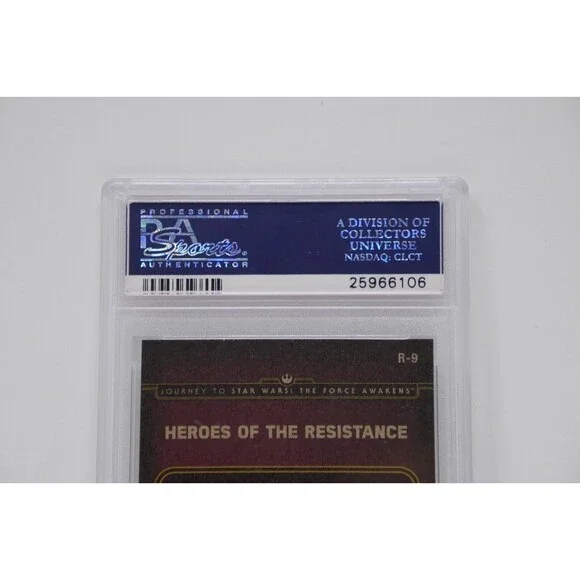 PROFESSIONAL
PSA
Sports®
AUTHENTICATOR
A DIVISION OF
COLLECTORS
UNIVERSE
NASDAQ: CLCT
25966106
R-9
JOURNEY TO STAR WARS: THE FORCE AWAKENS
HEROES OF THE RESISTANCE